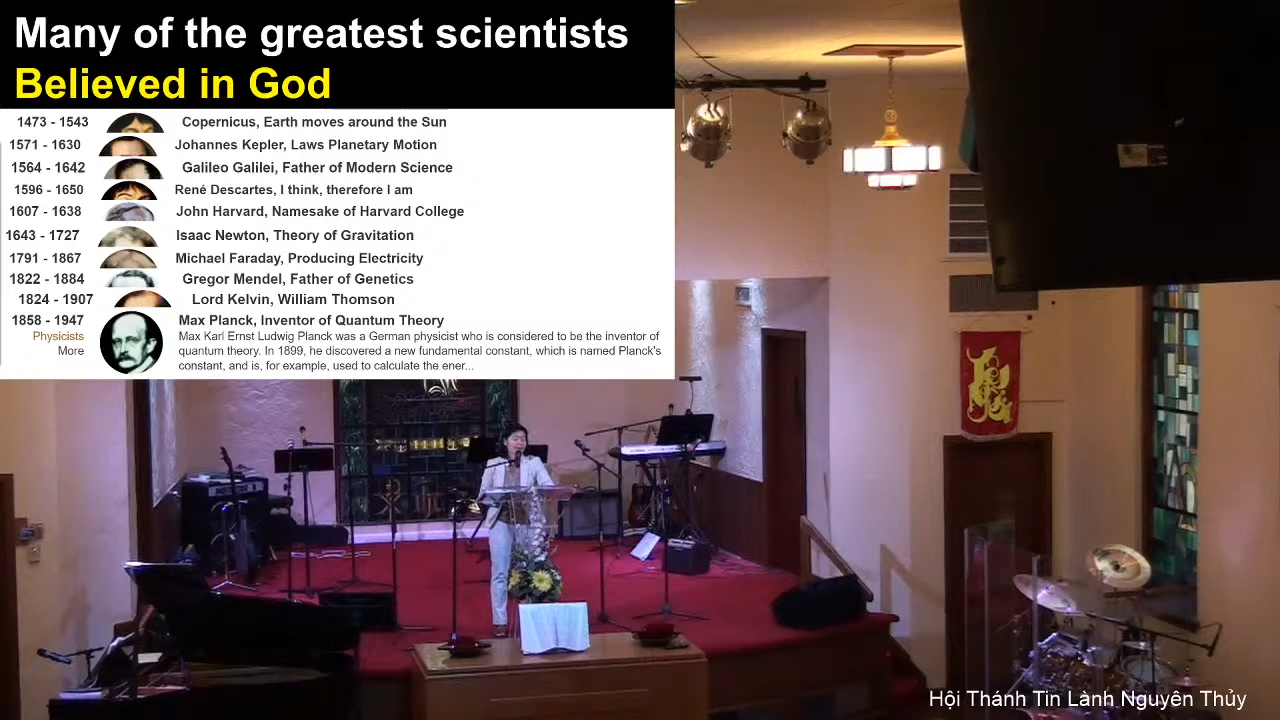 Many of the greatest scientists
Believed in God
1473 - 1543 Copernicus, Earth moves around the Sun
1571 - 1630 Johannes Kepler, Laws Planetary Motion
1564 - 1642 Galileo Galilei, Father of Modern Science
1596 - 1650 René Descartes, I think, therefore I am
1607 - 1638 John Harvard, Namesake of Harvard College
1643 - 1727 Isaac Newton, Theory of Gravitation
1791 - 1867 Michael Faraday, Producing Electricity
1822 - 1884 Gregor Mendel, Father of Genetics
1824 - 1907 Lord Kelvin, William Thomson
1858 - 1947 Max Planck, Inventor of Quantum Theory
Physicists Max Karl Ernst Ludwig Planck was a German physicist who is considered to be the inventor of
More quantum theory. In 1899, he discovered a new fundamental constant, which is named Planck's
constant, and is, for example, used to calculate the ener...
Hội Thánh Tin Lành Nguyên Thủy